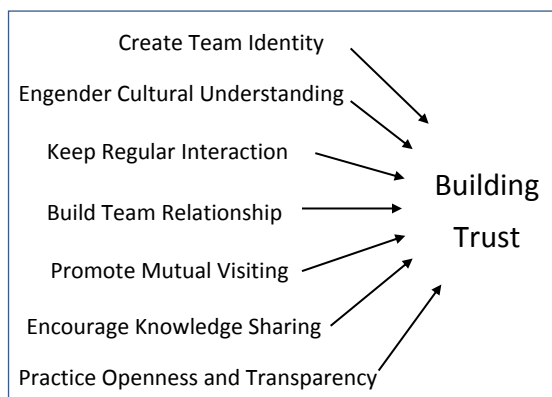 Create Team Identity
Engender Cultural Understanding
Keep Regular Interaction
Build Team Relationship
Promote Mutual Visiting
Encourage Knowledge Sharing
Practice Openness and Transparency
Building
Trust